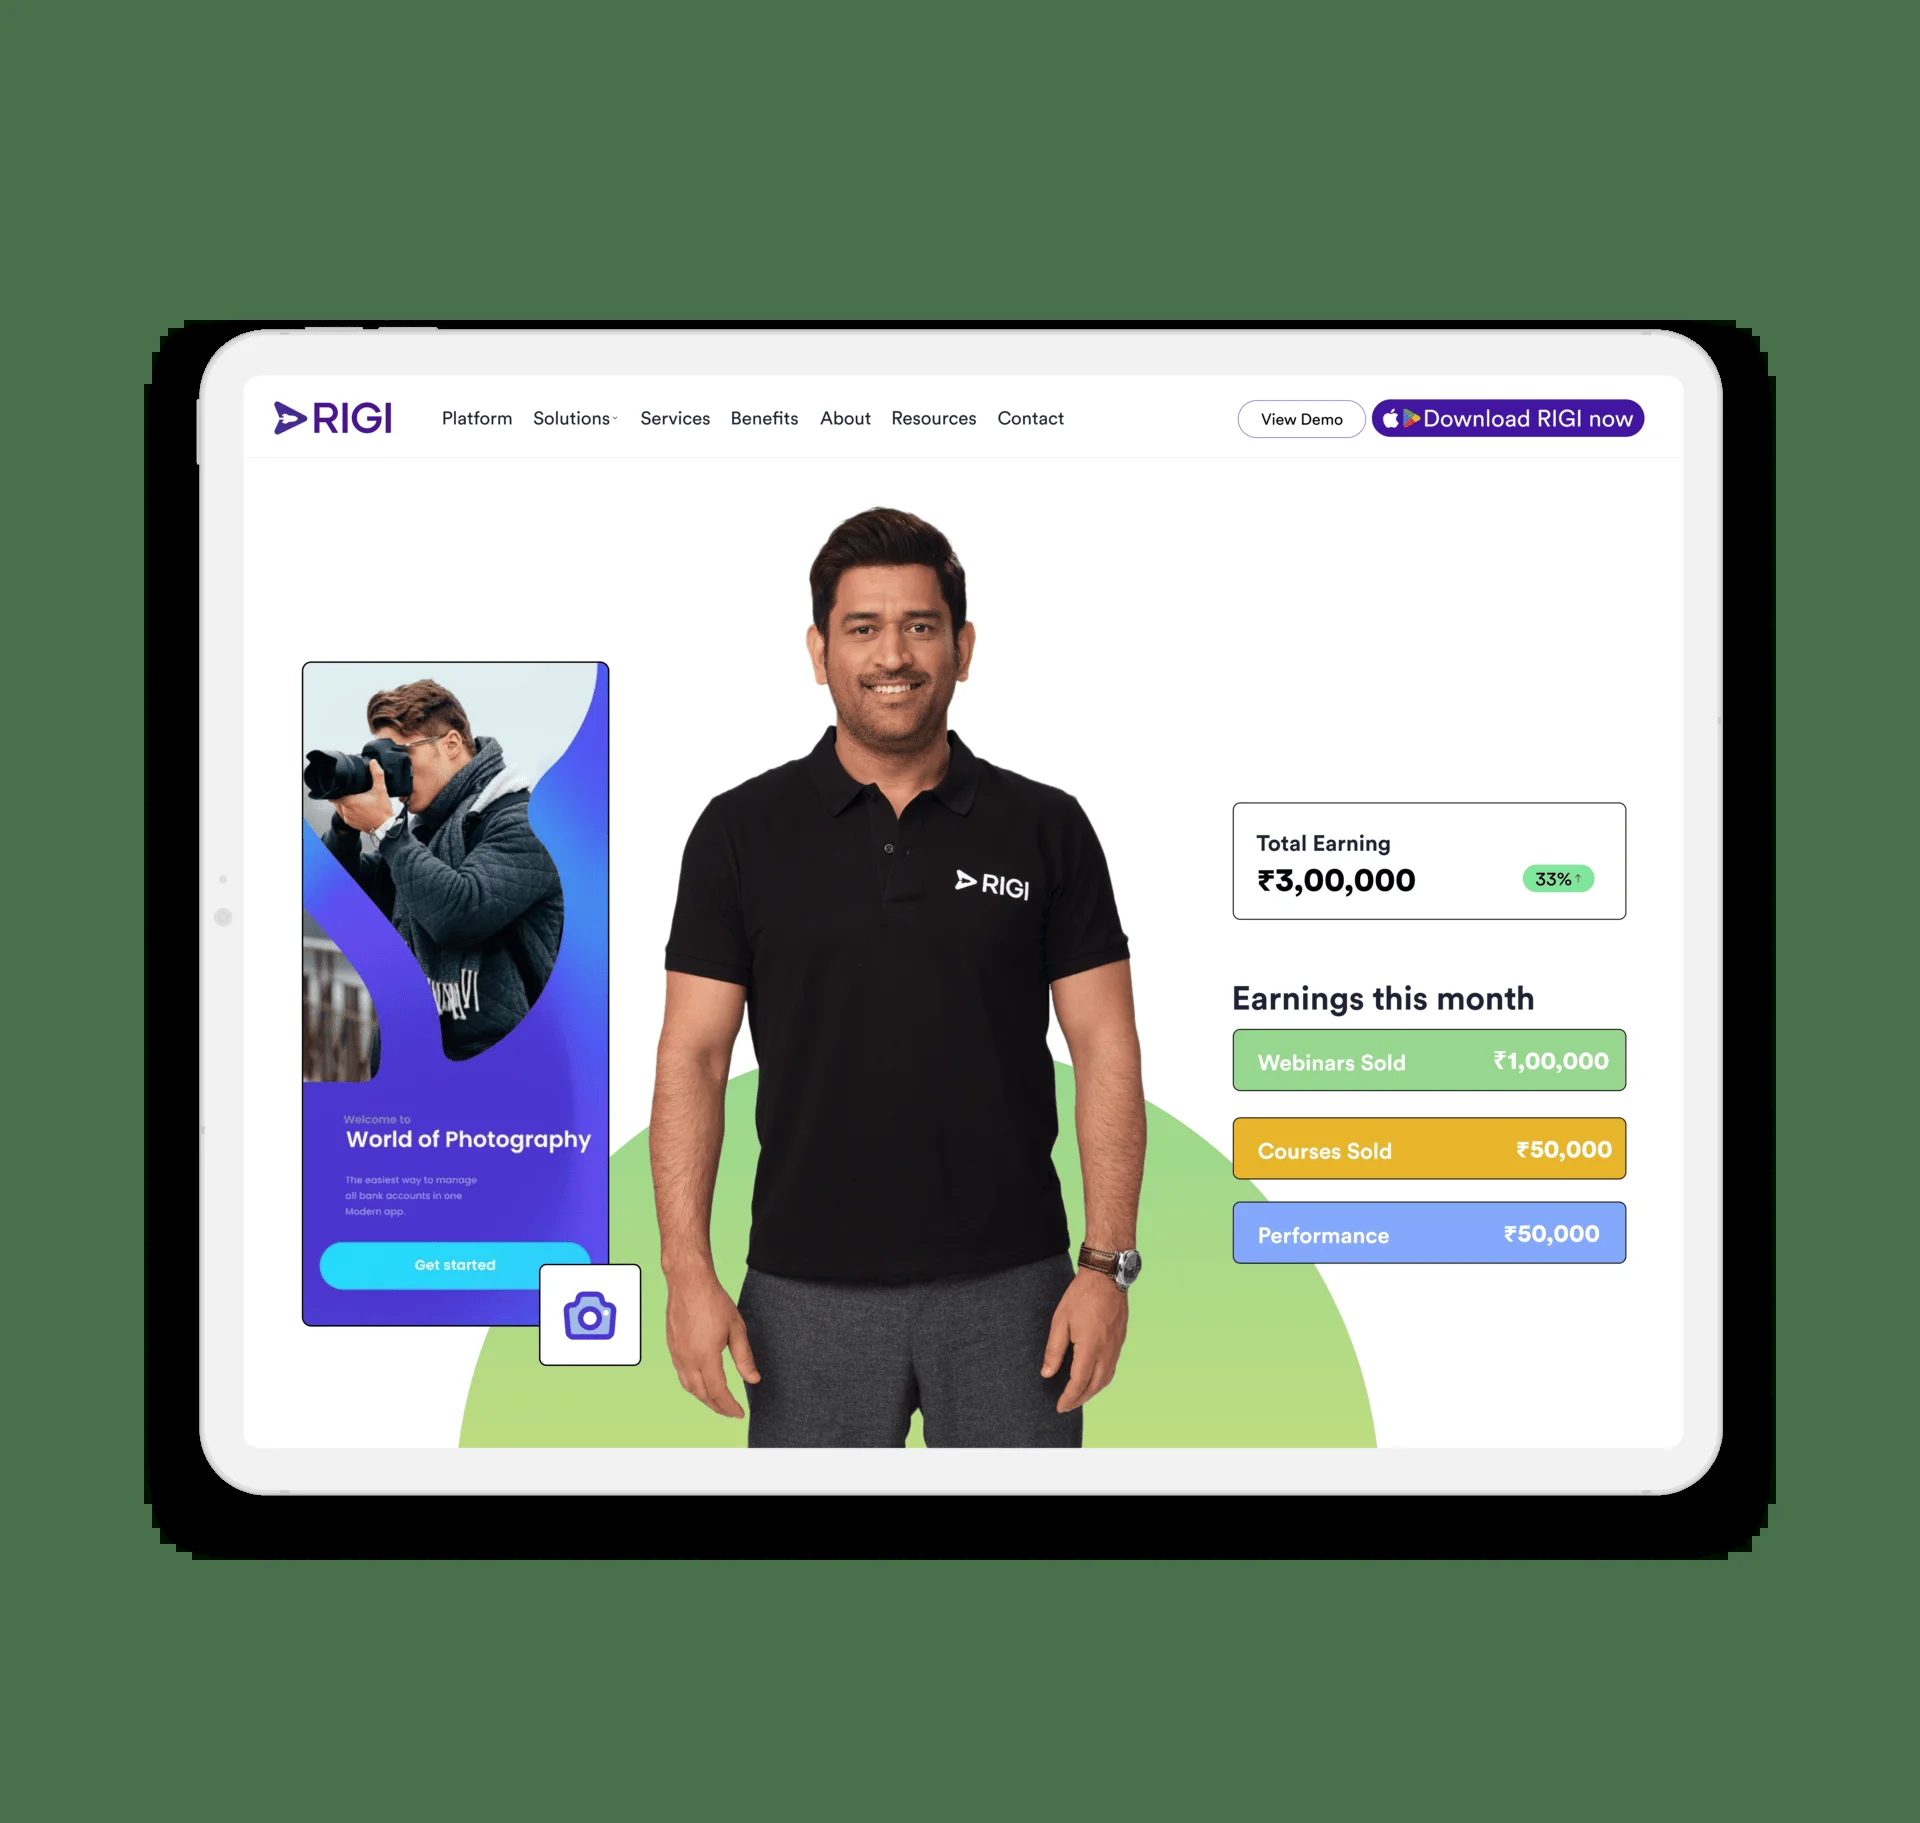 RIGI
Platform Solutions Services Benefits About Resources Contact
View Demo
Download RIGI now
RIGI
Welcome to
World of Photography
The easiest way to manage
all bank accounts in one
Modern app.
Get started
Total Earning
₹3,00,000
33%↑
Earnings this month
Webinars Sold ₹1,00,000
Courses Sold ₹50,000
Performance ₹50,000